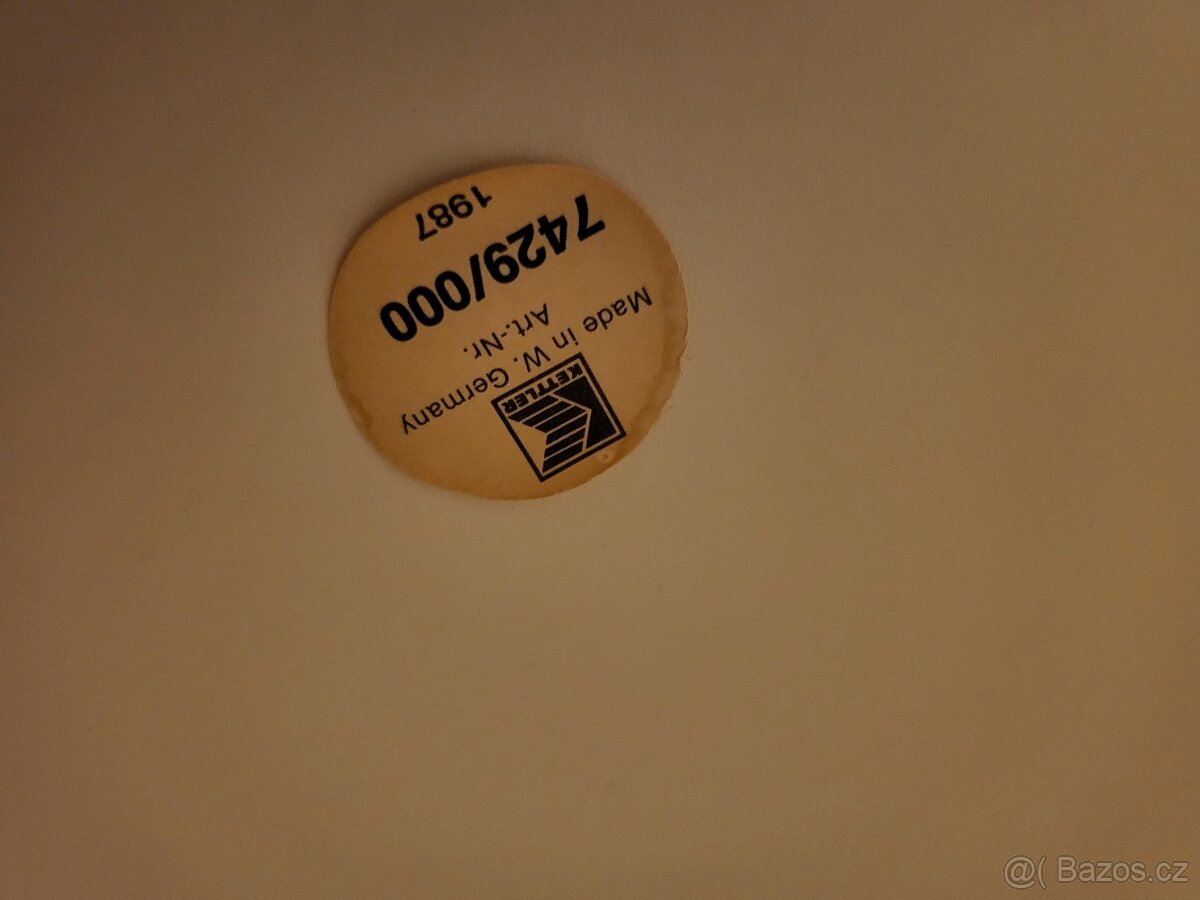 KETTLER
Made in W. Germany
Art.-Nr.
7429/000
1987
@( Bazos.cz